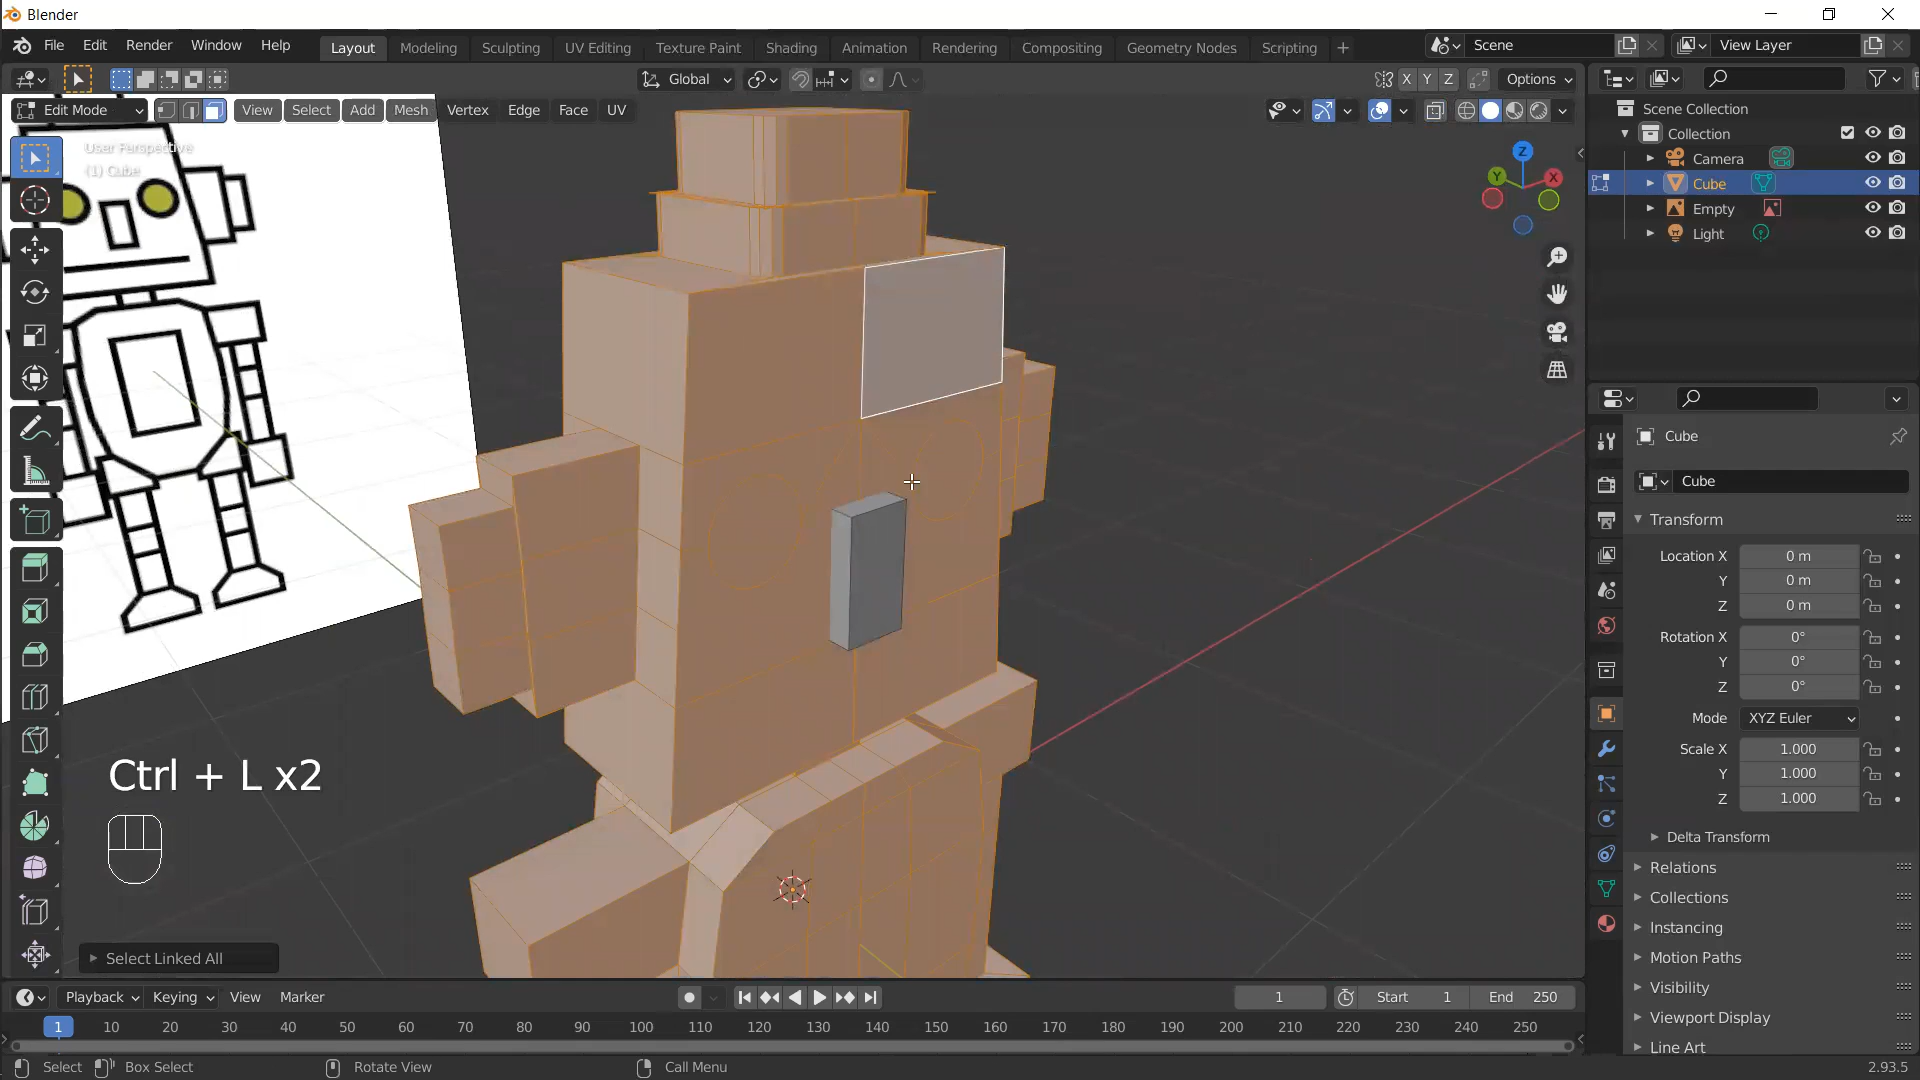 Blender
File Edit Render Window Help
Layout Modeling Sculpting UV Editing Texture Paint Shading Animation Rendering Compositing Geometry Nodes Scripting +
Scene
View Layer
Global
X Y Z
Options
Edit Mode
View Select Add Mesh Vertex Edge Face UV
User Perspective
(1) Cube
Z
Y
X
Scene Collection
Collection
Camera
Cube
Empty
Light
Cube
Cube
Transform
Location X 0 m
Y 0 m
Z 0 m
Rotation X 0°
Y 0°
Z 0°
Mode XYZ Euler
Scale X 1.000
Y 1.000
Z 1.000
Delta Transform
Relations
Collections
Instancing
Motion Paths
Visibility
Viewport Display
Line Art
Ctrl + L x2
Select Linked All
Playback Keying View Marker
1
Start 1
End 250
1 10 20 30 40 50 60 70 80 90 100 110 120 130 140 150 160 170 180 190 200 210 220 230 240 250
Select Box Select Rotate View Call Menu 2.93.5